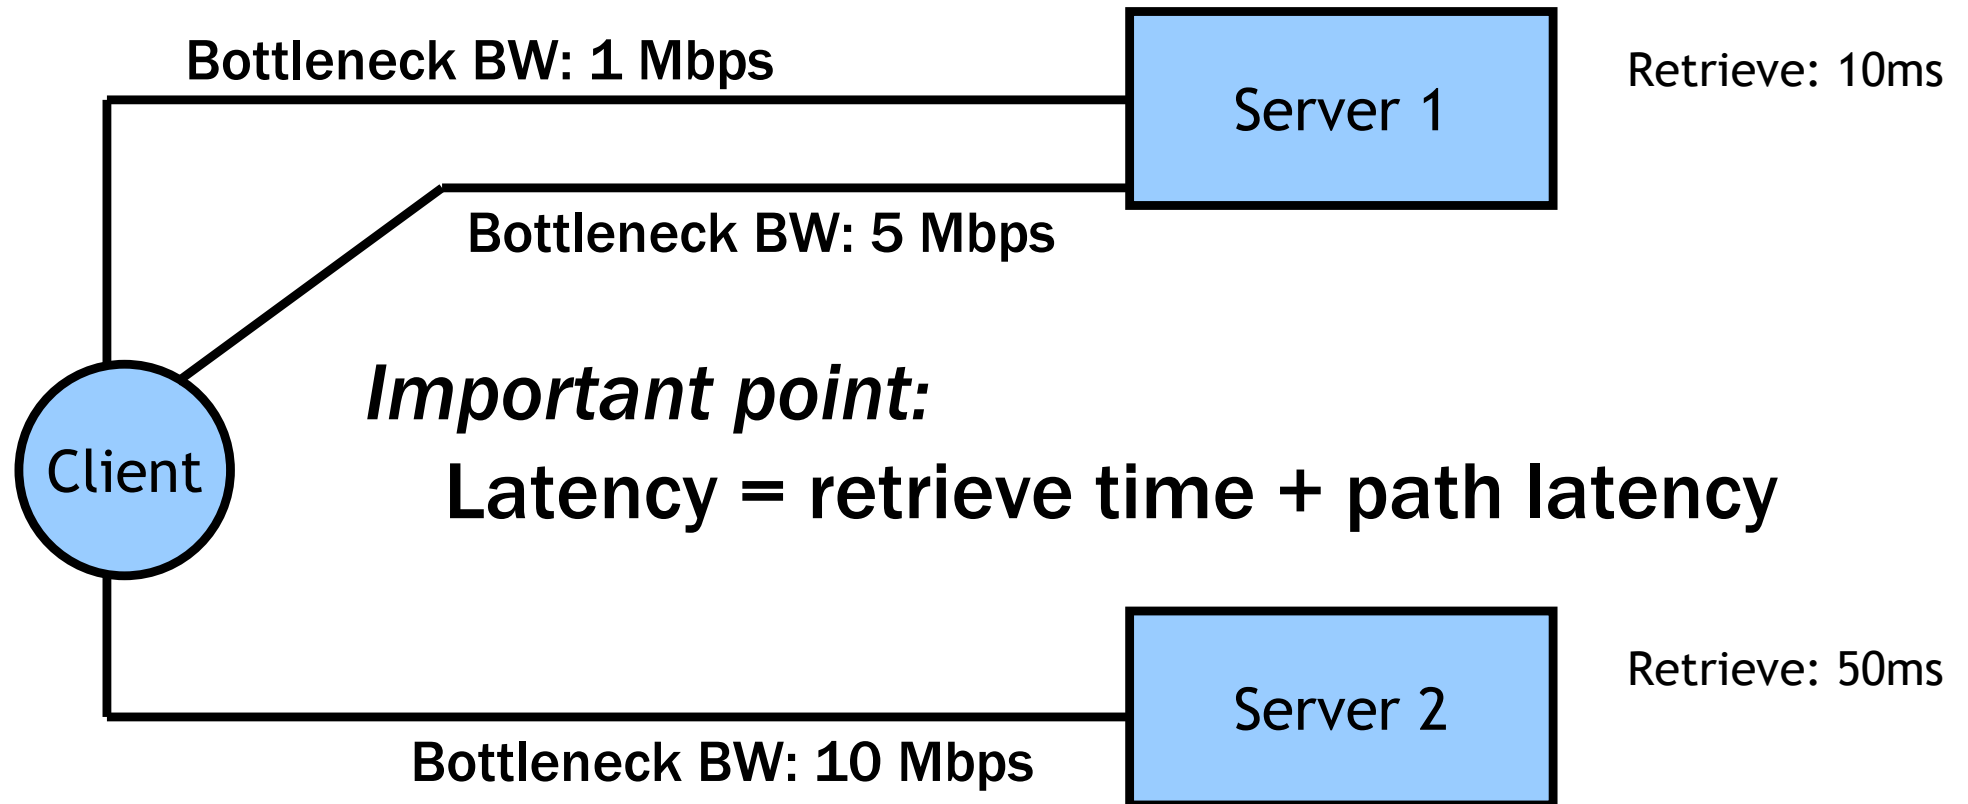 Bottleneck BW: 1 Mbps
Server 1
Retrieve: 10ms
Bottleneck BW: 5 Mbps
Important point:
Client
Latency = retrieve time + path latency
Server 2
Retrieve: 50ms
Bottleneck BW: 10 Mbps